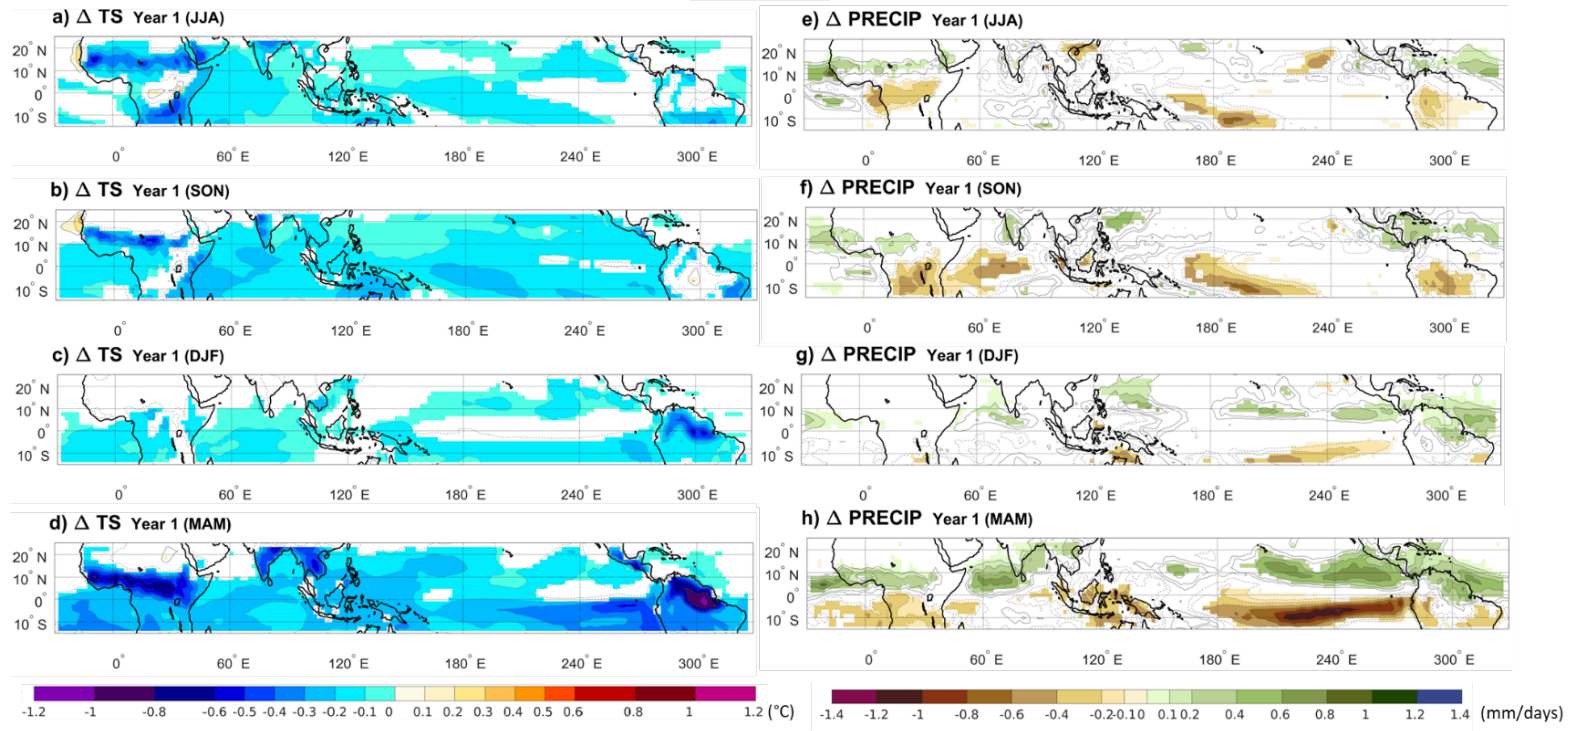 a) Δ TS Year 1 (JJA)
20° N
10° N
0°
10° S
0° 60° E 120° E 180° E 240° E 300° E
b) Δ TS Year 1 (SON)
20° N
10° N
0°
10° S
0° 60° E 120° E 180° E 240° E 300° E
c) Δ TS Year 1 (DJF)
20° N
10° N
0°
10° S
0° 60° E 120° E 180° E 240° E 300° E
d) Δ TS Year 1 (MAM)
20° N
10° N
0°
10° S
0° 60° E 120° E 180° E 240° E 300° E
-1.2 -1 -0.8 -0.6 -0.5 -0.4 -0.3 -0.2 -0.1 0 0.1 0.2 0.3 0.4 0.5 0.6 0.8 1 1.2 (°C)
e) Δ PRECIP Year 1 (JJA)
20° N
10° N
0°
10° S
0° 60° E 120° E 180° E 240° E 300° E
f) Δ PRECIP Year 1 (SON)
20° N
10° N
0°
10° S
0° 60° E 120° E 180° E 240° E 300° E
g) Δ PRECIP Year 1 (DJF)
20° N
10° N
0°
10° S
0° 60° E 120° E 180° E 240° E 300° E
h) Δ PRECIP Year 1 (MAM)
20° N
10° N
0°
10° S
0° 60° E 120° E 180° E 240° E 300° E
-1.4 -1.2 -1 -0.8 -0.6 -0.4 -0.2-0.10 0.1 0.2 0.4 0.6 0.8 1 1.2 1.4 (mm/days)